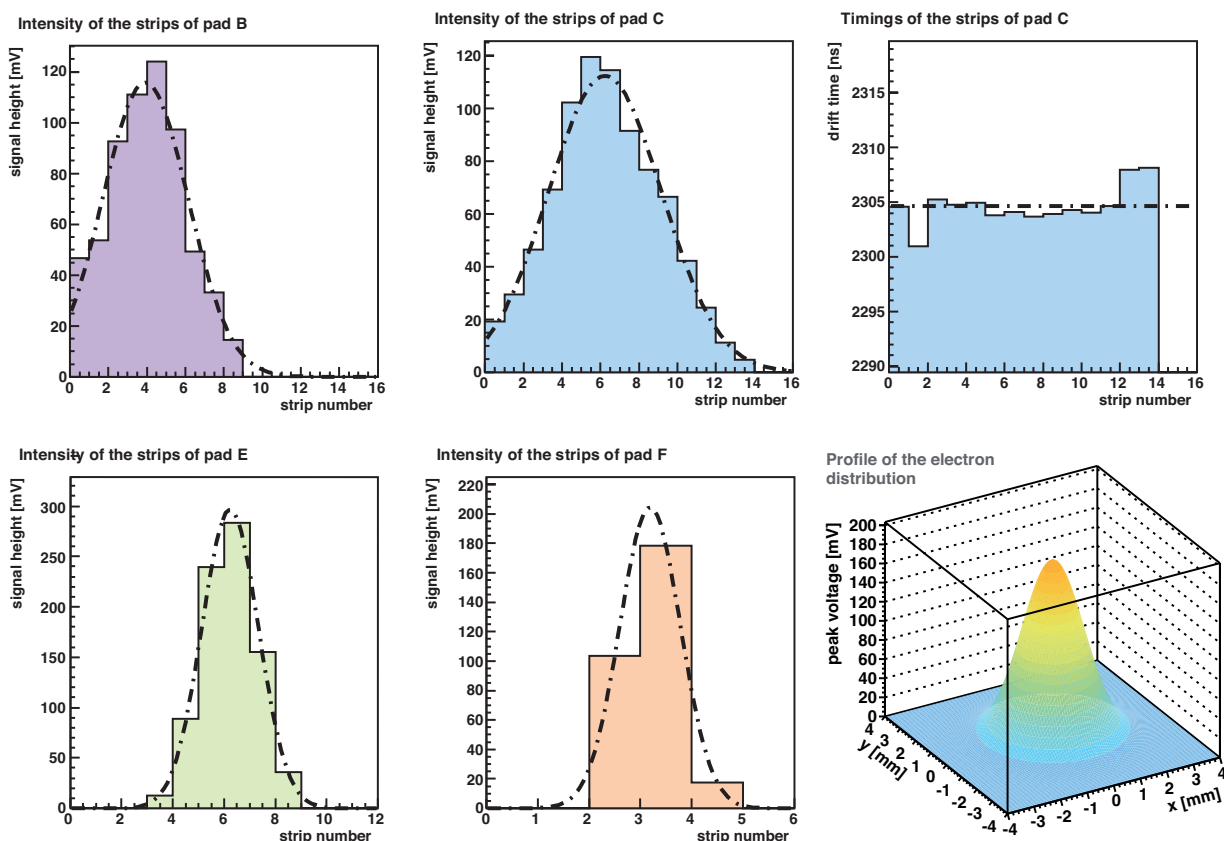 Intensity of the strips of pad B
signal height [mV]
120
100
80
60
40
20
0
0 2 4 6 8 10 12 14 16
strip number
Intensity of the strips of pad C
signal height [mV]
120
100
80
60
40
20
0
0 2 4 6 8 10 12 14 16
strip number
Timings of the strips of pad C
drift time [ns]
2315
2310
2305
2300
2295
2290
0 2 4 6 8 10 12 14 16
strip number
Intensity of the strips of pad E
signal height [mV]
300
250
200
150
100
50
0
0 2 4 6 8 10 12
strip number
Intensity of the strips of pad F
signal height [mV]
220
200
180
160
140
120
100
80
60
40
20
0
0 1 2 3 4 5 6
strip number
Profile of the electron
distribution
peak voltage [mV]
200
180
160
140
120
100
80
60
40
20
0
4 3 2 1 0 -1 -2 -3 -4
y [mm]
-4 -3 -2 -1 0 1 2 3 4
x [mm]